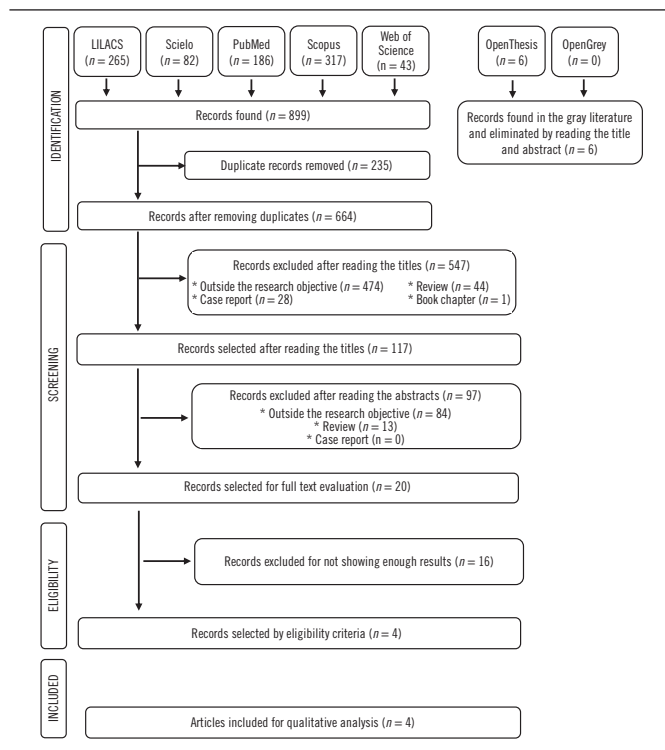 LILACS
(n = 265)
Scielo
(n = 82)
PubMed
(n = 186)
Scopus
(n = 317)
Web of
Science
(n = 43)
OpenThesis
(n = 6)
OpenGrey
(n = 0)
IDENTIFICATION
Records found (n = 899)
Records found in the gray literature
and eliminated by reading the title
and abstract (n = 6)
Duplicate records removed (n = 235)
Records after removing duplicates (n = 664)
SCREENING
Records excluded after reading the titles (n = 547)
* Outside the research objective (n = 474) * Review (n = 44)
* Case report (n = 28) * Book chapter (n = 1)
Records selected after reading the titles (n = 117)
Records excluded after reading the abstracts (n = 97)
* Outside the research objective (n = 84)
* Review (n = 13)
* Case report (n = 0)
Records selected for full text evaluation (n = 20)
ELIGIBILITY
Records excluded for not showing enough results (n = 16)
Records selected by eligibility criteria (n = 4)
INCLUDED
Articles included for qualitative analysis (n = 4)